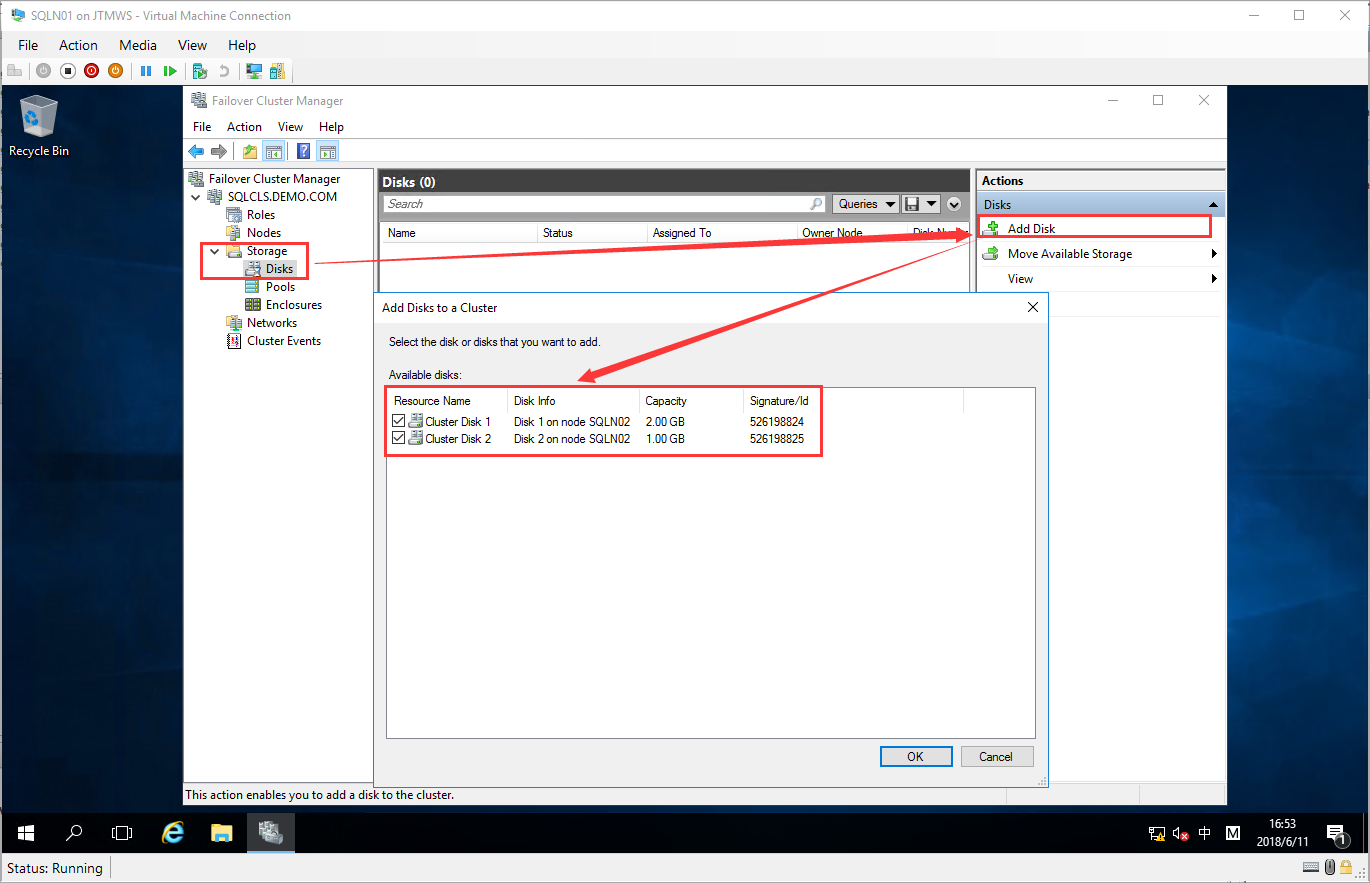 SQLN01 on JTMWS - Virtual Machine Connection
File Action Media View Help
Recycle Bin
Failover Cluster Manager
File Action View Help
Failover Cluster Manager
SQLCLS.DEMO.COM
Roles
Nodes
Storage
Disks
Pools
Enclosures
Networks
Cluster Events
Disks (0)
Search
Queries
Name Status Assigned To Owner Node Disk
Actions
Disks
Add Disk
Move Available Storage
View
Add Disks to a Cluster
Select the disk or disks that you want to add.
Available disks:
Resource Name Disk Info Capacity Signature/Id
Cluster Disk 1 Disk 1 on node SQLN02 2.00 GB 526198824
Cluster Disk 2 Disk 2 on node SQLN02 1.00 GB 526198825
OK Cancel
This action enables you to add a disk to the cluster.
中 M
16:53
2018/6/11
1
Status: Running